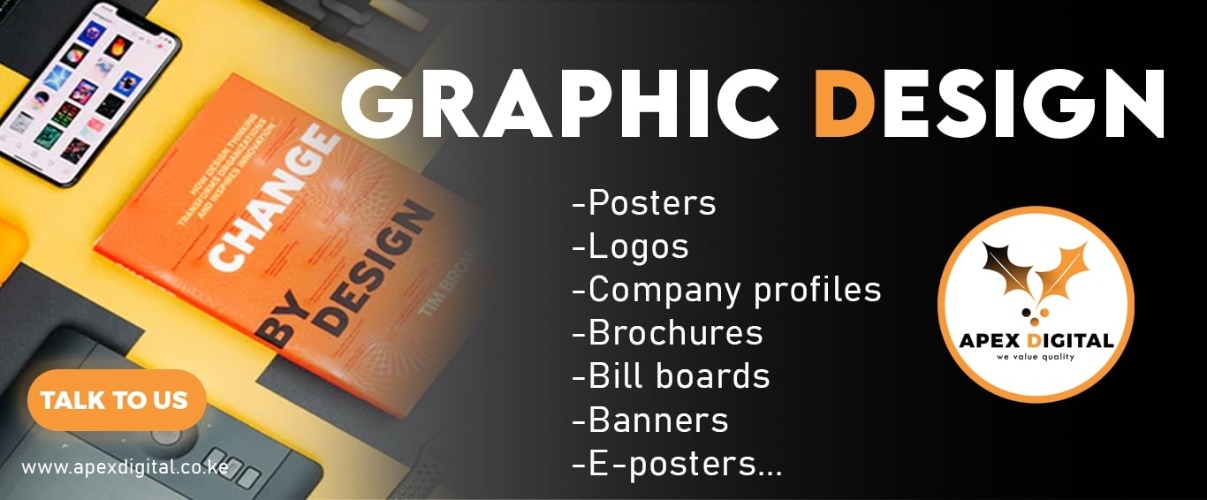 GRAPHIC DESIGN
HOW DESIGN THINKING
TRANSFORMS ORGANIZATIONS
AND INSPIRES INNOVATION
CHANGE
BY
DESIGN
-Posters
-Logos
-Company profiles
-Brochures
-Bill boards
-Banners
-E-posters...
APEX DIGITAL
we value quality
TALK TO US
www.apexdigital.co.ke